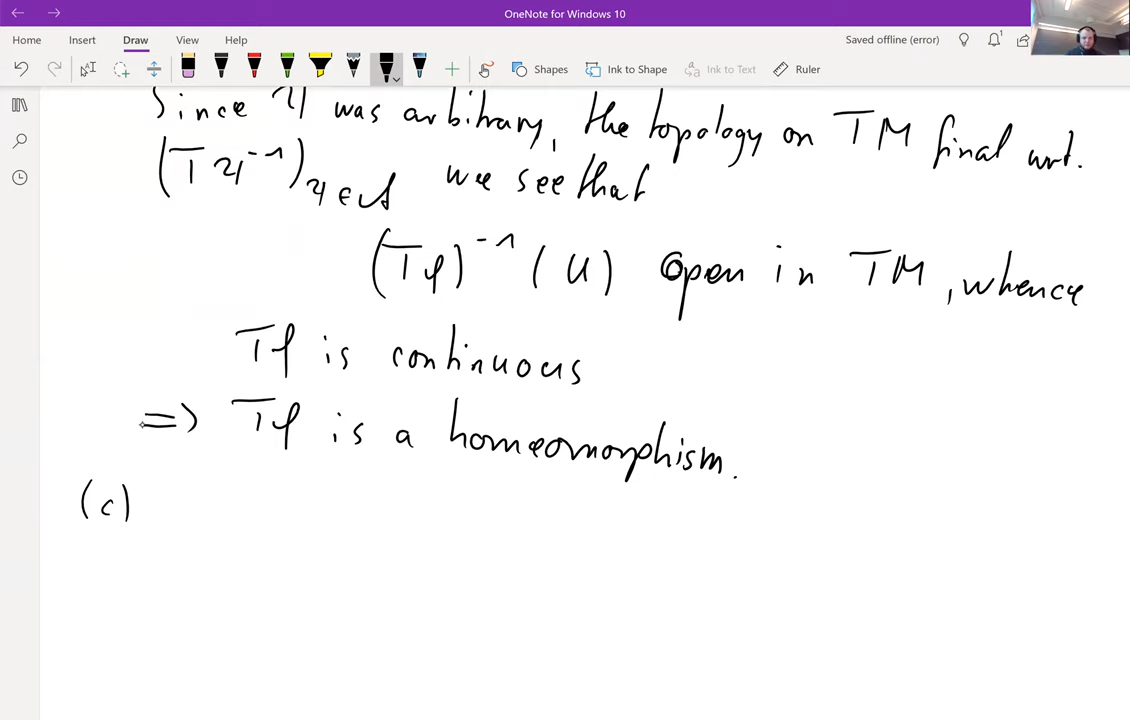 OneNote for Windows 10
Home Insert Draw View Help
Saved offline (error)
Shapes Ink to Shape Ink to Text Ruler
Since ψ was arbitrary, the topology on TM final wrt.
(Tψ⁻¹)ψ∈A we see that
(Tφ)⁻¹(U) open in TM, whence
Tφ is continuous
=> Tφ is a homeomorphism.
(c)